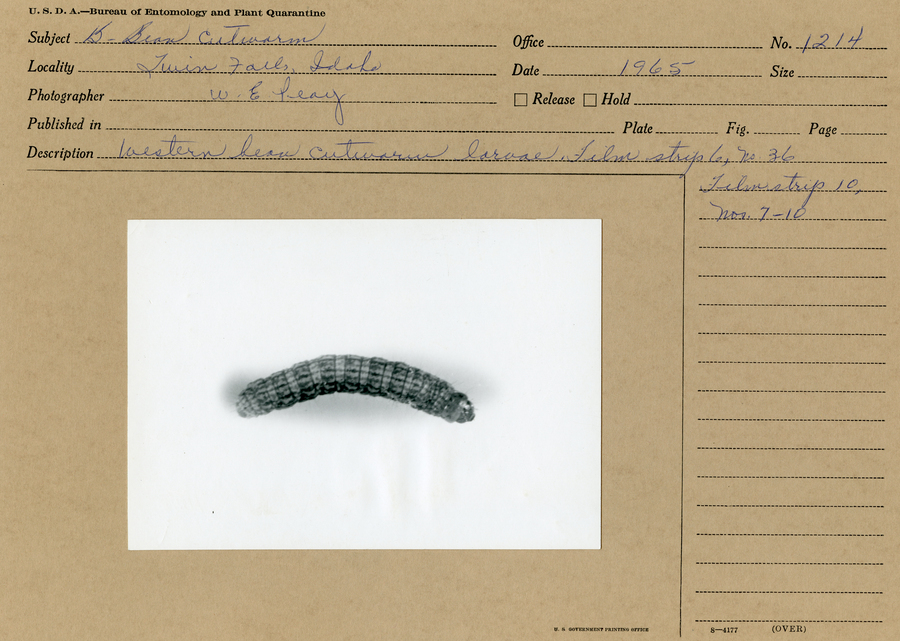 U. S. D. A.—Bureau of Entomology and Plant Quarantine
Subject B - Bean Cutworm Office No. 1214
Locality Twin Falls, Idaho Date 1965 Size
Photographer W. E. Peay Release Hold
Published in Plate Fig. Page
Description Western bean cutworm larvae. Film strip 6, No. 36
Film strip 10,
Nos. 7-10
U. S. GOVERNMENT PRINTING OFFICE 8—4177 (OVER)